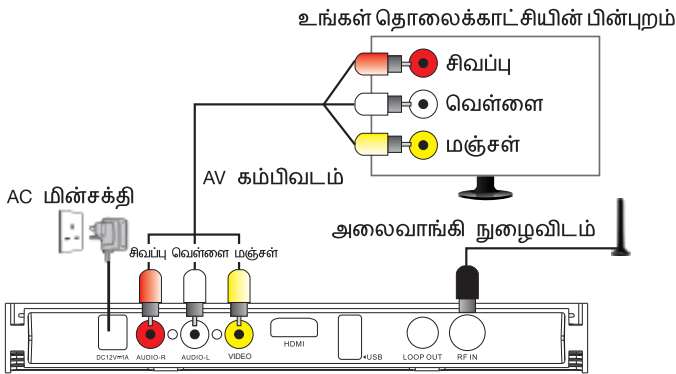 உங்கள் தொலைக்காட்சியின் பின்புறம்
சிவப்பு
வெள்ளை
மஞ்சள்
AV கம்பிவடம்
AC மின்சக்தி
அலைவாங்கி நுழைவிடம்
சிவப்பு வெள்ளை மஞ்சள்
DC12V⎓1A AUDIO-R AUDIO-L VIDEO HDMI ◂USB LOOP OUT RF IN